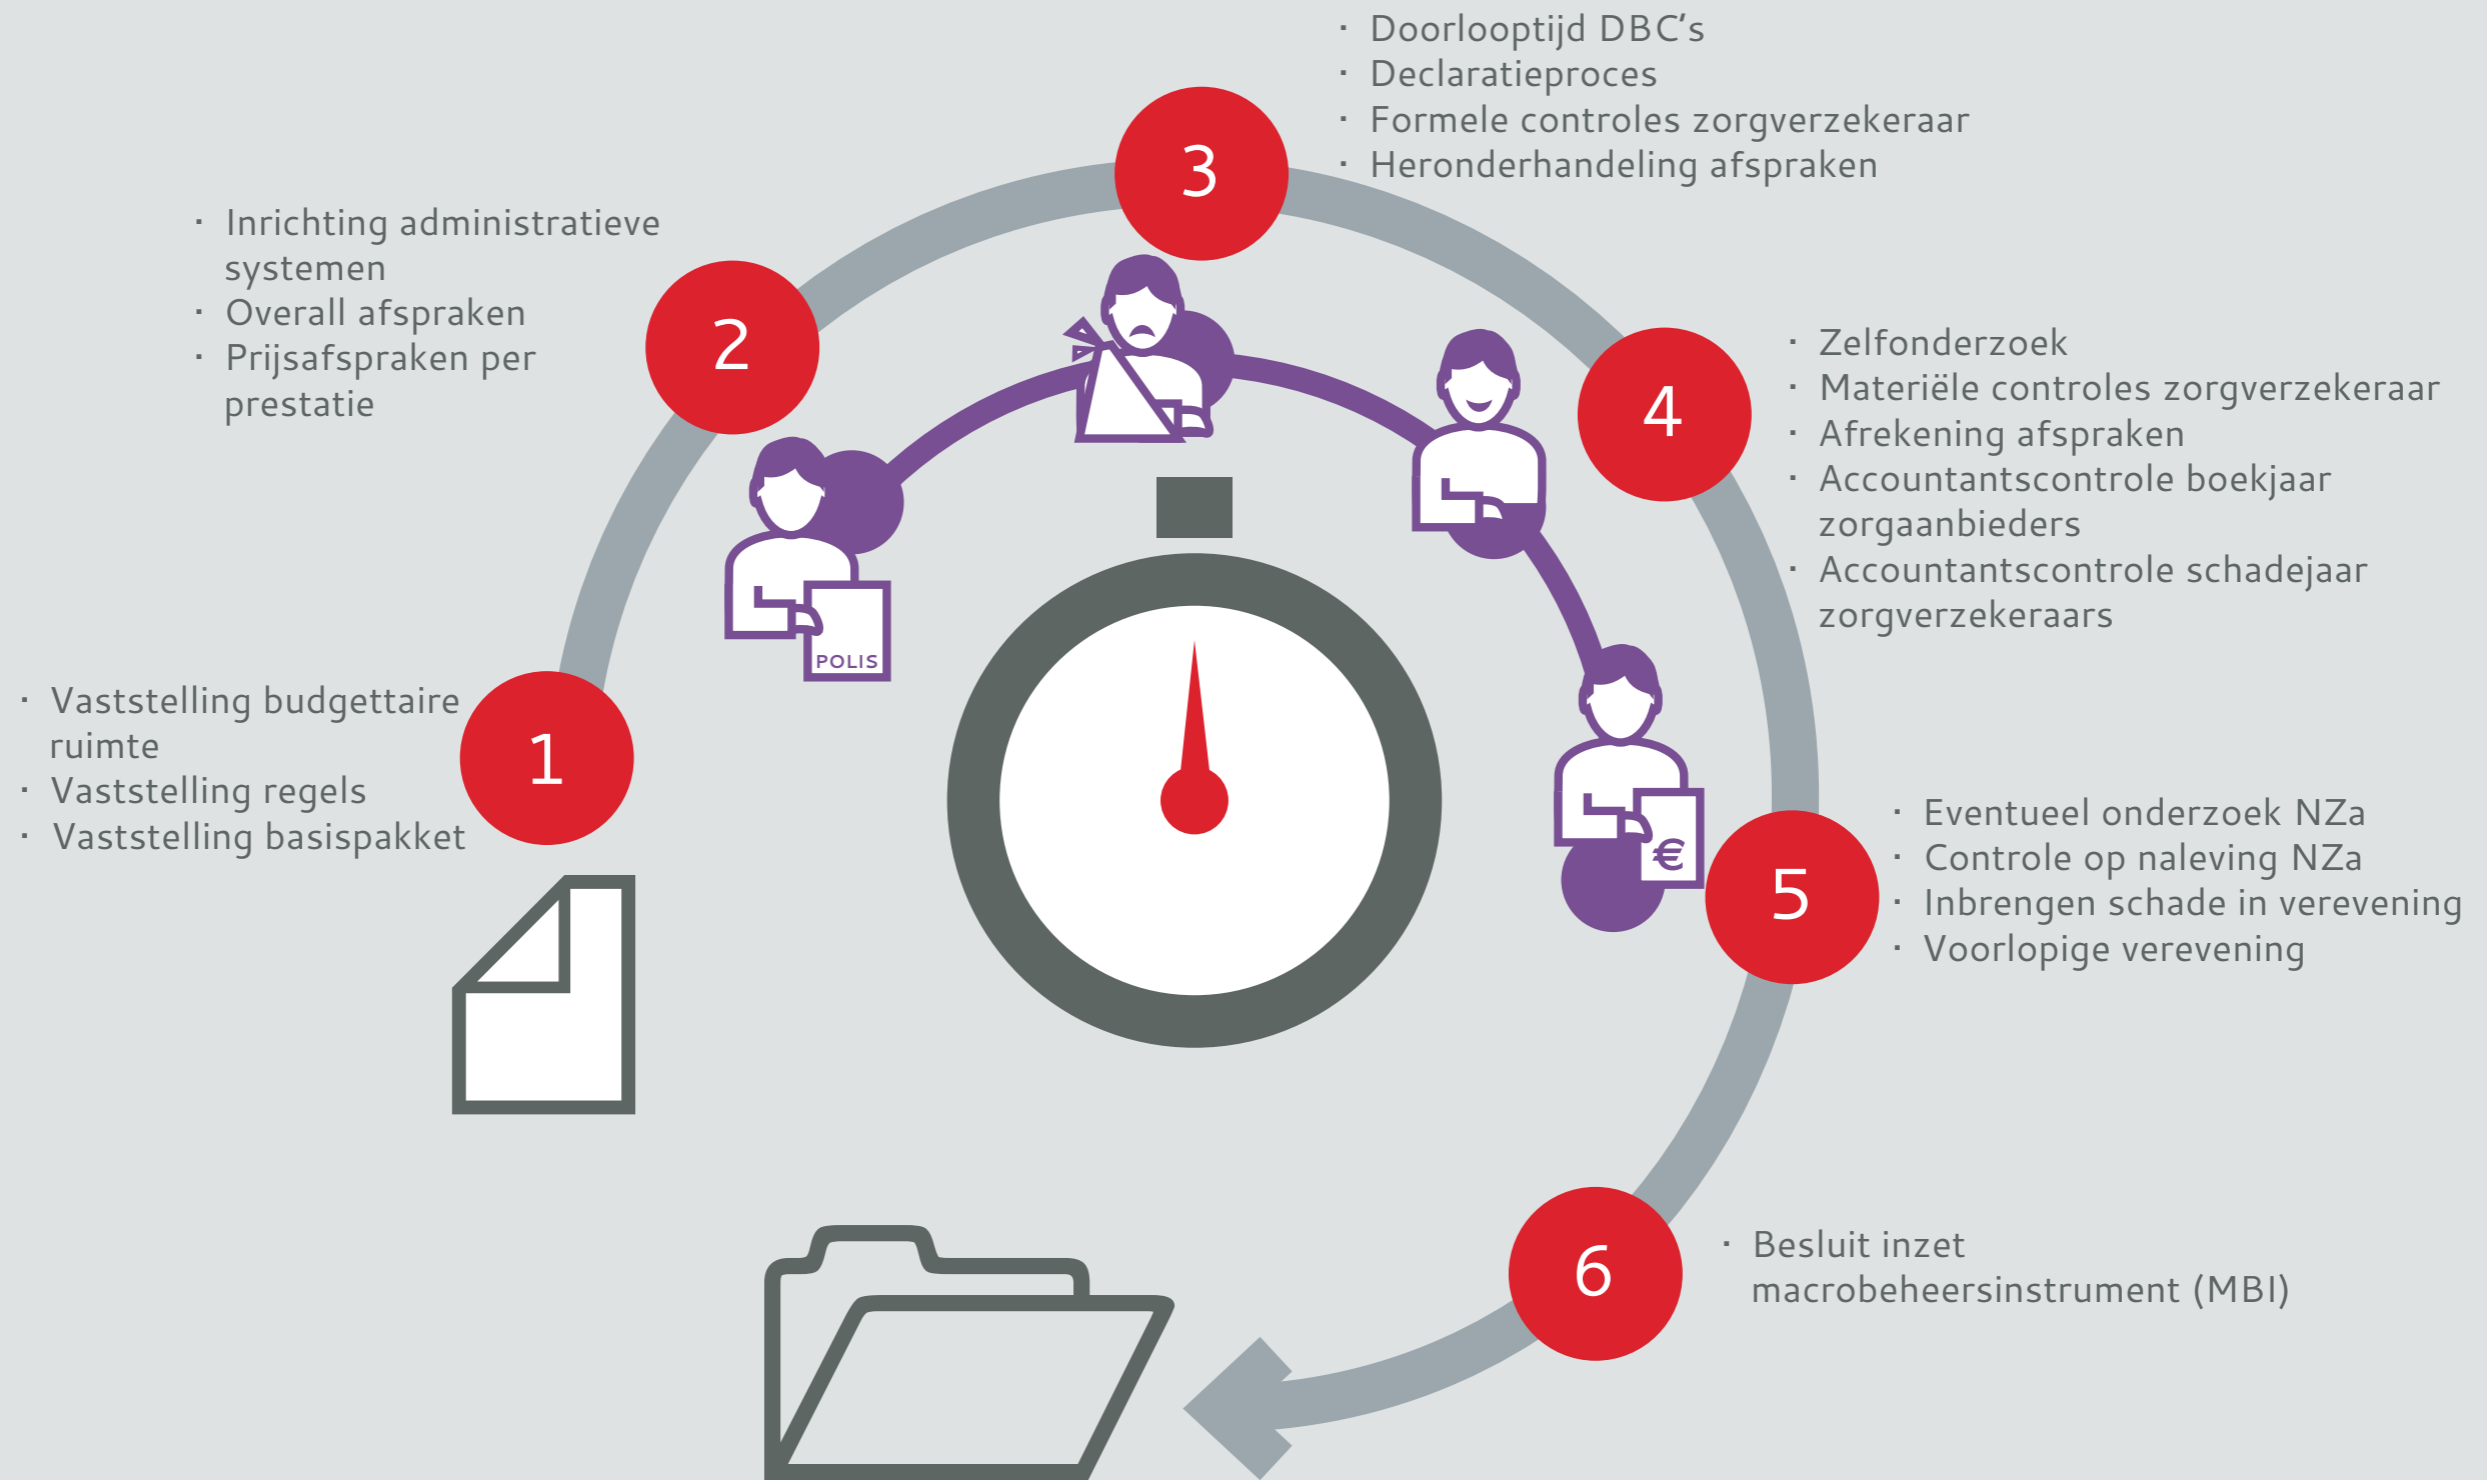 1
· Vaststelling budgettaire
ruimte
· Vaststelling regels
· Vaststelling basispakket
2
· Inrichting administratieve
systemen
· Overall afspraken
· Prijsafspraken per
prestatie
3
· Doorlooptijd DBC’s
· Declaratieproces
· Formele controles zorgverzekeraar
· Heronderhandeling afspraken
4
· Zelfonderzoek
· Materiële controles zorgverzekeraar
· Afrekening afspraken
· Accountantscontrole boekjaar
zorgaanbieders
· Accountantscontrole schadejaar
zorgverzekeraars
5
· Eventueel onderzoek NZa
· Controle op naleving NZa
· Inbrengen schade in verevening
· Voorlopige verevening
6
· Besluit inzet
macrobeheersinstrument (MBI)
POLIS
€